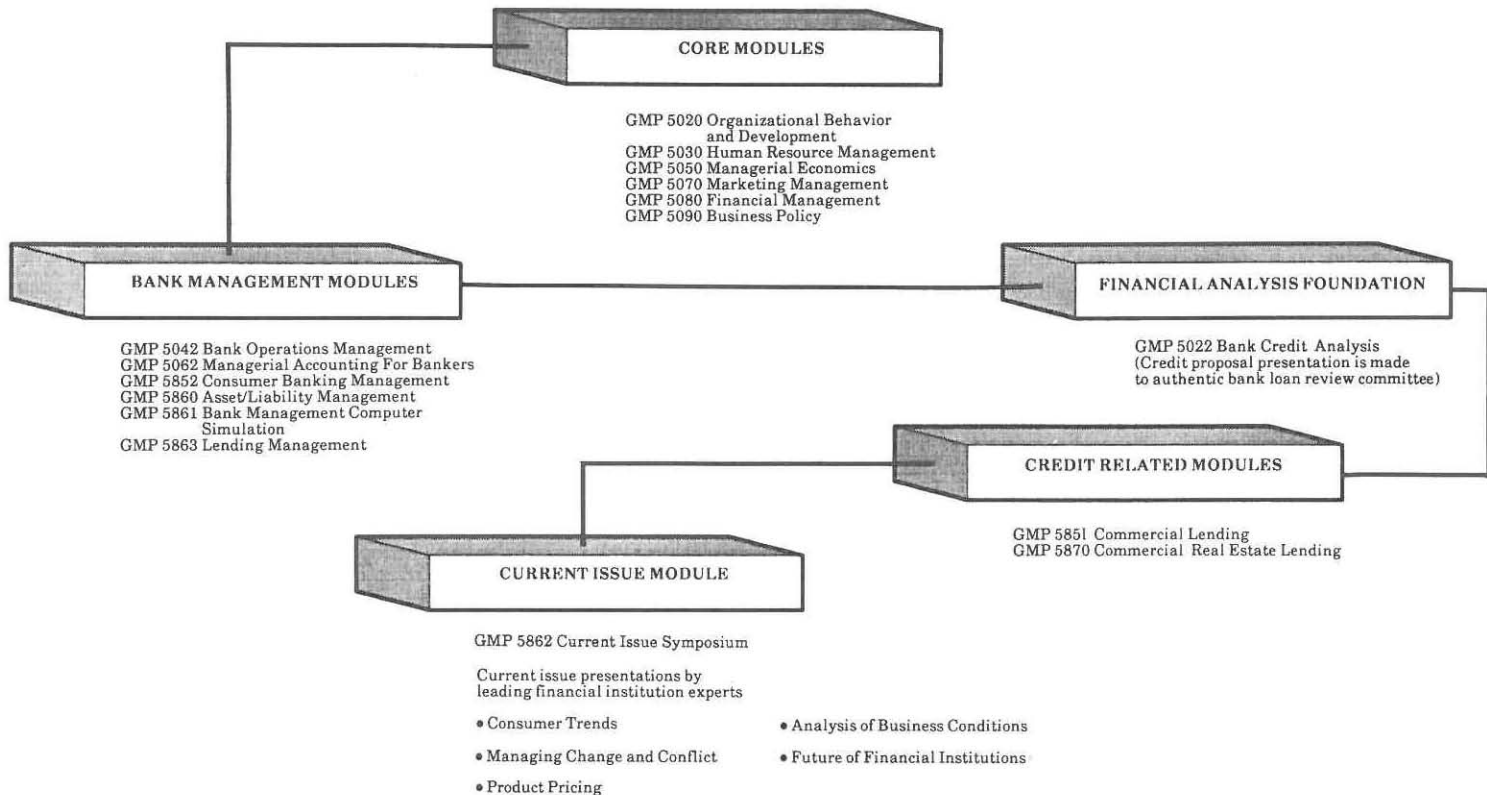 CORE MODULES
GMP 5020 Organizational Behavior
and Development
GMP 5030 Human Resource Management
GMP 5050 Managerial Economics
GMP 5070 Marketing Management
GMP 5080 Financial Management
GMP 5090 Business Policy
BANK MANAGEMENT MODULES
GMP 5042 Bank Operations Management
GMP 5062 Managerial Accounting For Bankers
GMP 5852 Consumer Banking Management
GMP 5860 Asset/Liability Management
GMP 5861 Bank Management Computer
Simulation
GMP 5863 Lending Management
FINANCIAL ANALYSIS FOUNDATION
GMP 5022 Bank Credit Analysis
(Credit proposal presentation is made
to authentic bank loan review committee)
CREDIT RELATED MODULES
GMP 5851 Commercial Lending
GMP 5870 Commercial Real Estate Lending
CURRENT ISSUE MODULE
GMP 5862 Current Issue Symposium
Current issue presentations by
leading financial institution experts
• Consumer Trends
• Managing Change and Conflict
• Product Pricing
• Analysis of Business Conditions
• Future of Financial Institutions